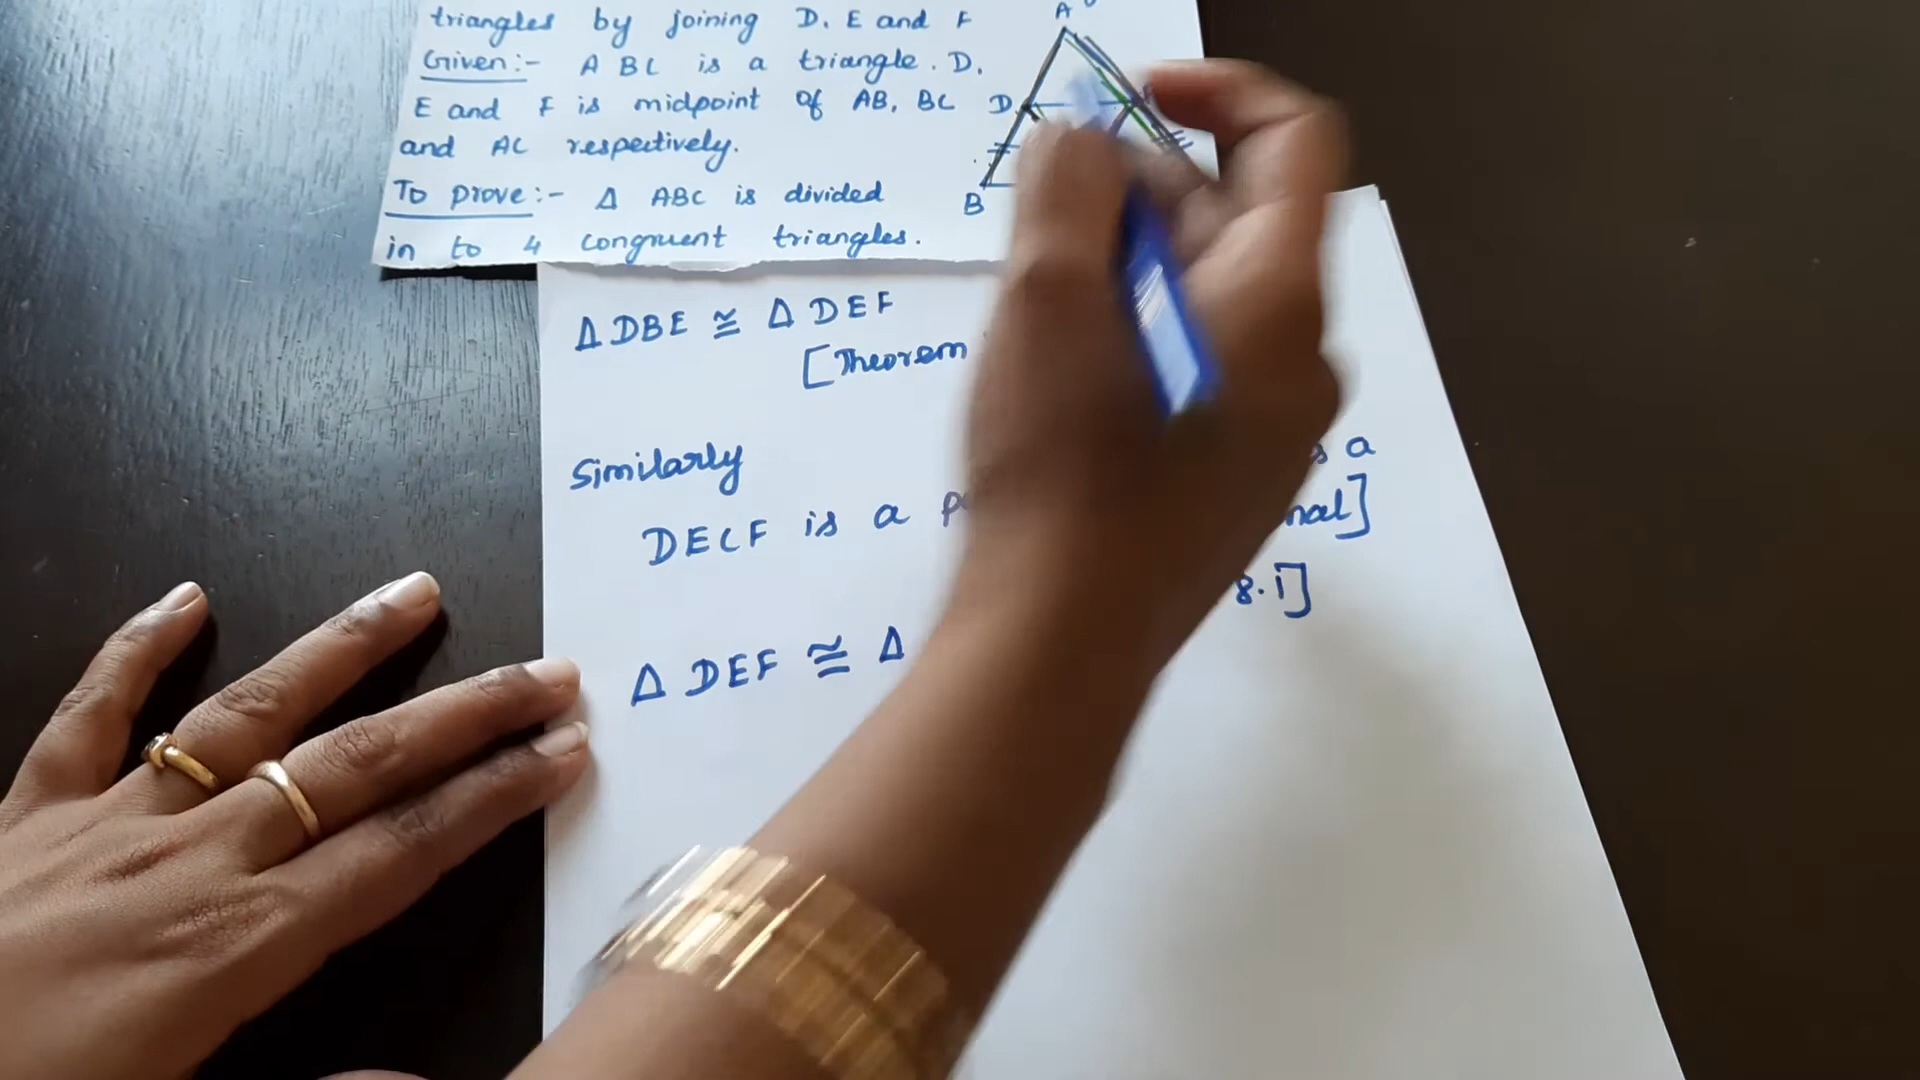 triangles by joining D, E and F
Given:- ABC is a triangle. D,
E and F is midpoint of AB, BC
and AC respectively.
To prove:- Δ ABC is divided
in to 4 congruent triangles.
A
D
B
Δ DBE ≅ Δ DEF
[Theorem
Similarly
s a
DECF is a
nal]
8.1]
Δ DEF ≅ Δ